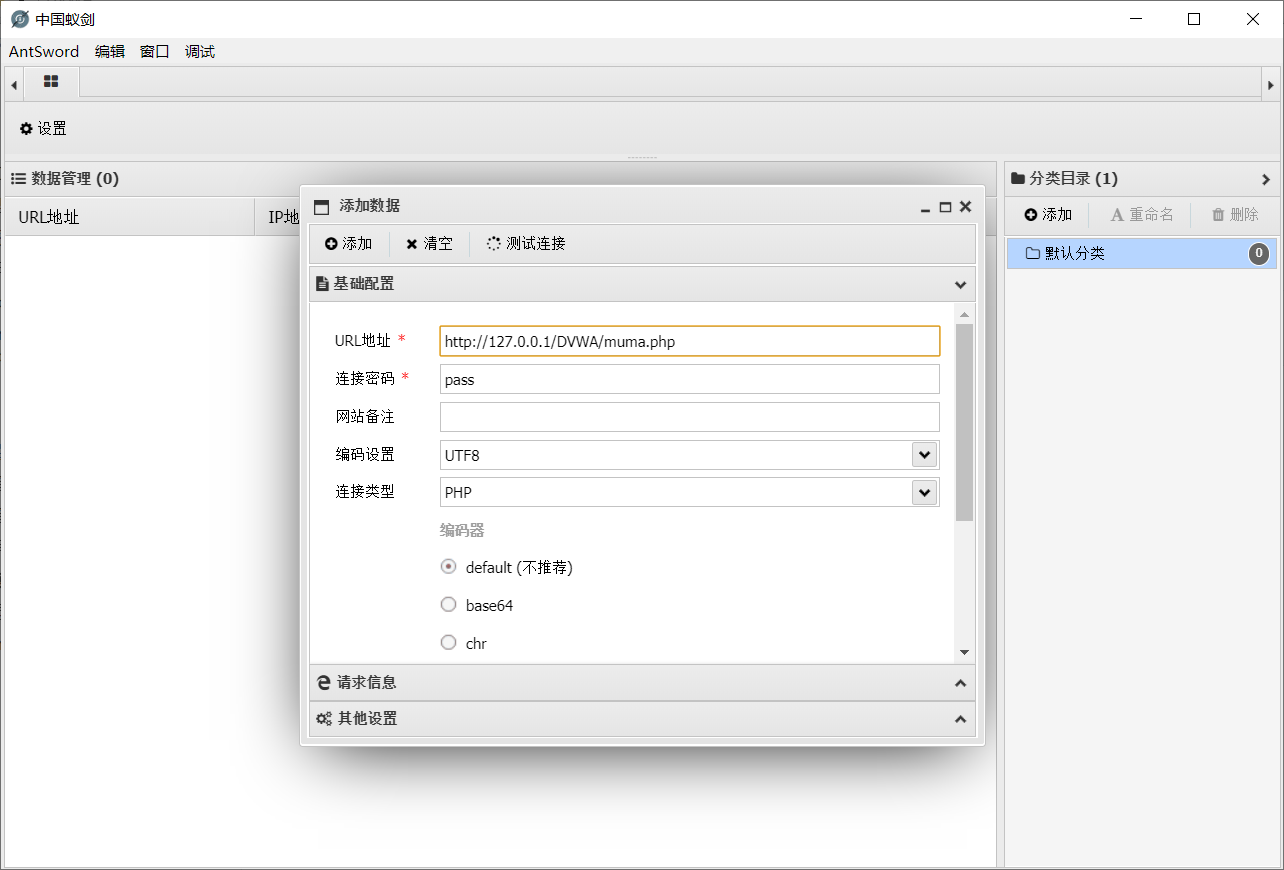 中国蚁剑
AntSword 编辑 窗口 调试
设置
数据管理 (0)
URL地址 IP地
分类目录 (1)
添加 重命名 删除
默认分类 0
添加数据
添加 清空 测试连接
基础配置
URL地址 * http://127.0.0.1/DVWA/muma.php
连接密码 * pass
网站备注
编码设置 UTF8
连接类型 PHP
编码器
default (不推荐)
base64
chr
请求信息
其他设置